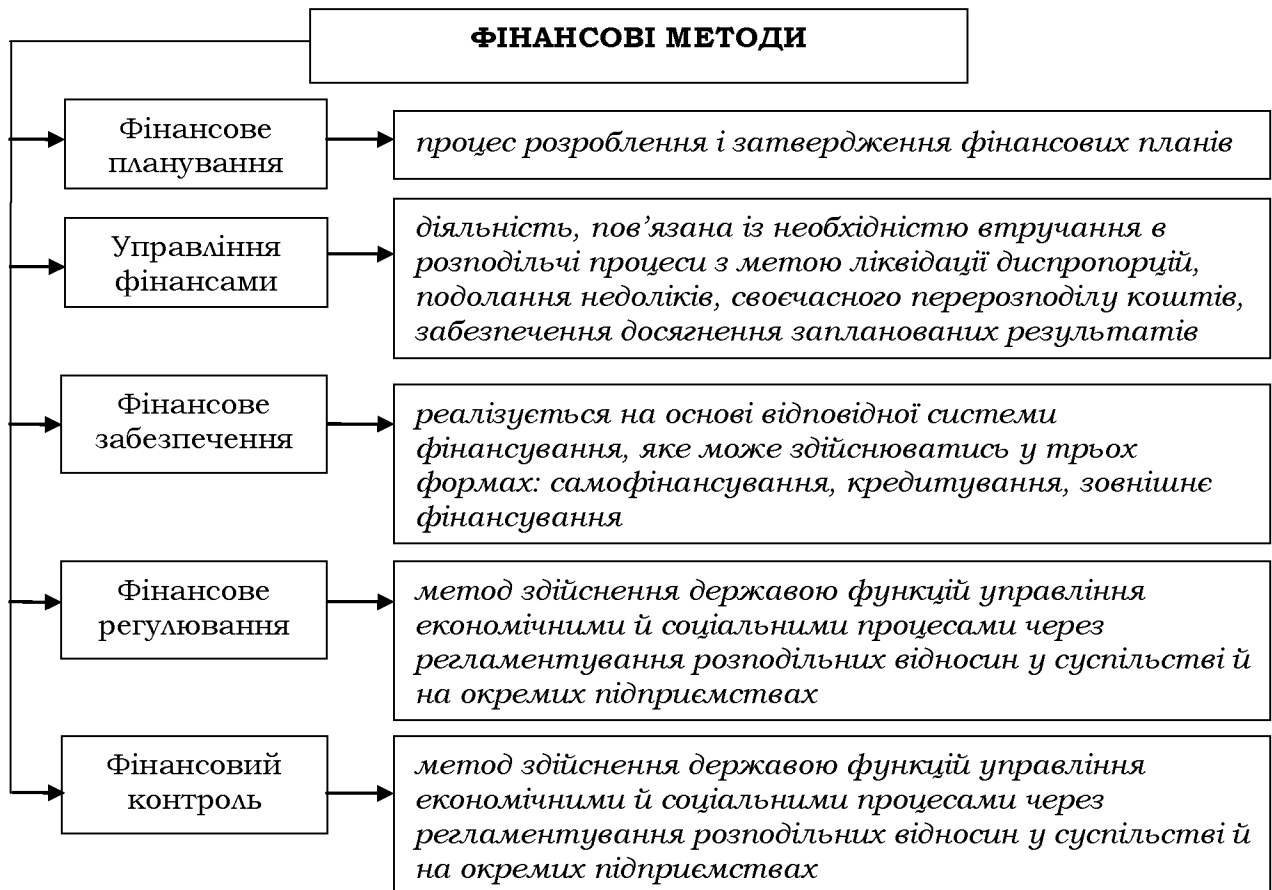 ФІНАНСОВІ МЕТОДИ
Фінансове
планування
процес розроблення і затвердження фінансових планів
Управління
фінансами
діяльність, пов’язана із необхідністю втручання в
розподільчі процеси з метою ліквідації диспропорцій,
подолання недоліків, своєчасного перерозподілу коштів,
забезпечення досягнення запланованих результатів
Фінансове
забезпечення
реалізується на основі відповідної системи
фінансування, яке може здійснюватись у трьох
формах: самофінансування, кредитування, зовнішнє
фінансування
Фінансове
регулювання
метод здійснення державою функцій управління
економічними й соціальними процесами через
регламентування розподільних відносин у суспільстві й
на окремих підприємствах
Фінансовий
контроль
метод здійснення державою функцій управління
економічними й соціальними процесами через
регламентування розподільних відносин у суспільстві й
на окремих підприємствах